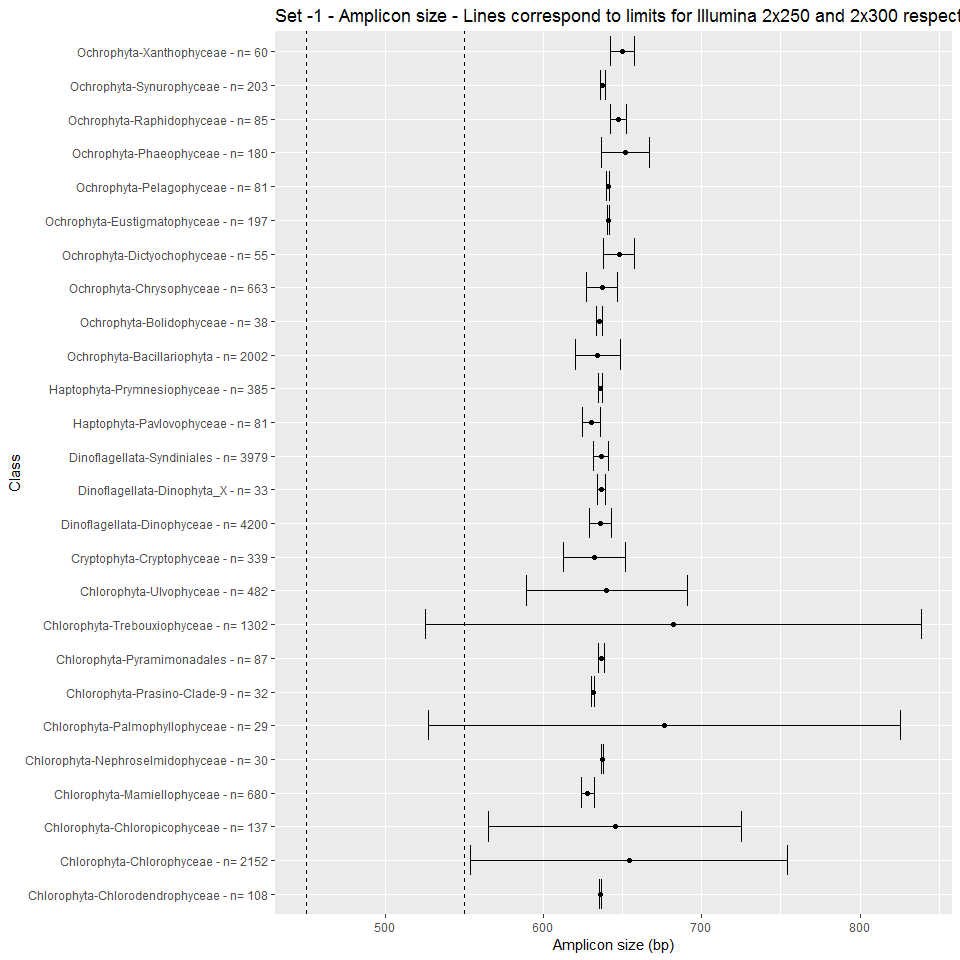 Set -1 - Amplicon size - Lines correspond to limits for Illumina 2x250 and 2x300 respect
Ochrophyta-Xanthophyceae - n= 60
Ochrophyta-Synurophyceae - n= 203
Ochrophyta-Raphidophyceae - n= 85
Ochrophyta-Phaeophyceae - n= 180
Ochrophyta-Pelagophyceae - n= 81
Ochrophyta-Eustigmatophyceae - n= 197
Ochrophyta-Dictyochophyceae - n= 55
Ochrophyta-Chrysophyceae - n= 663
Ochrophyta-Bolidophyceae - n= 38
Ochrophyta-Bacillariophyta - n= 2002
Haptophyta-Prymnesiophyceae - n= 385
Haptophyta-Pavlovophyceae - n= 81
Dinoflagellata-Syndiniales - n= 3979
Dinoflagellata-Dinophyta_X - n= 33
Dinoflagellata-Dinophyceae - n= 4200
Cryptophyta-Cryptophyceae - n= 339
Chlorophyta-Ulvophyceae - n= 482
Chlorophyta-Trebouxiophyceae - n= 1302
Chlorophyta-Pyramimonadales - n= 87
Chlorophyta-Prasino-Clade-9 - n= 32
Chlorophyta-Palmophyllophyceae - n= 29
Chlorophyta-Nephroselmidophyceae - n= 30
Chlorophyta-Mamiellophyceae - n= 680
Chlorophyta-Chloropicophyceae - n= 137
Chlorophyta-Chlorophyceae - n= 2152
Chlorophyta-Chlorodendrophyceae - n= 108
Class
500 600 700 800
Amplicon size (bp)